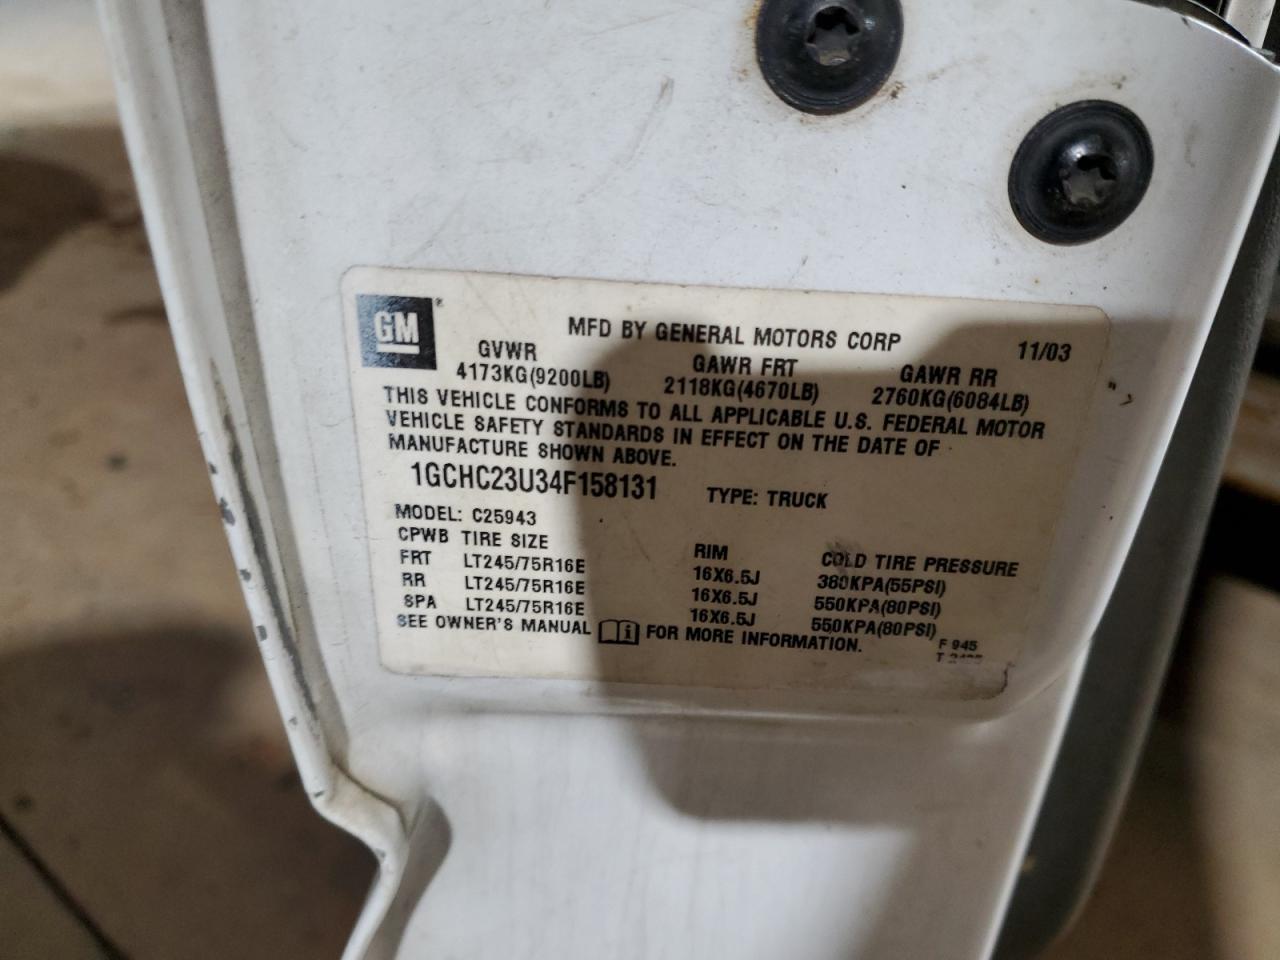 GM®
MFD BY GENERAL MOTORS CORP 11/03
GVWR GAWR FRT GAWR RR
4173KG(9200LB) 2118KG(4670LB) 2760KG(6084LB)
THIS VEHICLE CONFORMS TO ALL APPLICABLE U.S. FEDERAL MOTOR
VEHICLE SAFETY STANDARDS IN EFFECT ON THE DATE OF
MANUFACTURE SHOWN ABOVE.
1GCHC23U34F158131 TYPE: TRUCK
MODEL: C25943
CPWB TIRE SIZE RIM COLD TIRE PRESSURE
FRT LT245/75R16E 16X6.5J 380KPA(55PSI)
RR LT245/75R16E 16X6.5J 550KPA(80PSI)
SPA LT245/75R16E 16X6.5J 550KPA(80PSI)
SEE OWNER'S MANUAL FOR MORE INFORMATION.
F 945
T